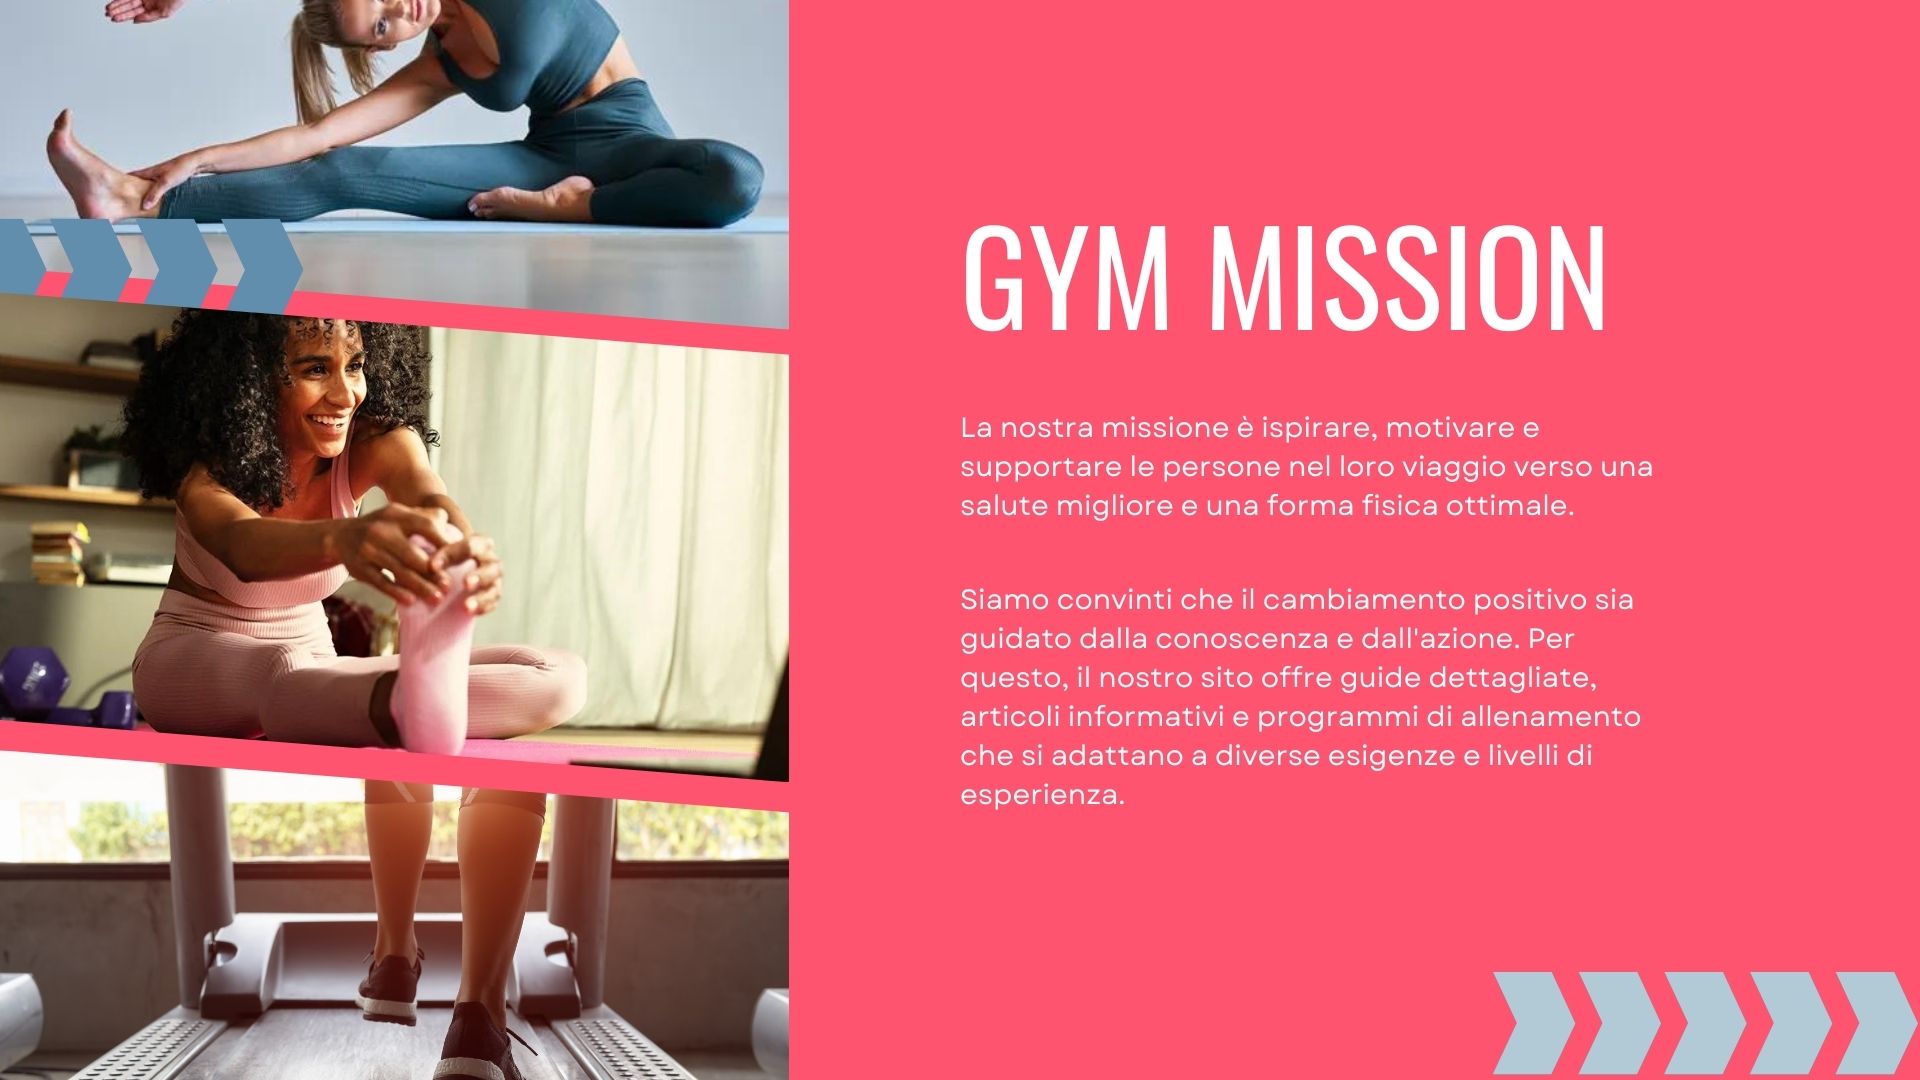 GYM MISSION
La nostra missione è ispirare, motivare e
supportare le persone nel loro viaggio verso una
salute migliore e una forma fisica ottimale.
Siamo convinti che il cambiamento positivo sia
guidato dalla conoscenza e dall'azione. Per
questo, il nostro sito offre guide dettagliate,
articoli informativi e programmi di allenamento
che si adattano a diverse esigenze e livelli di
esperienza.